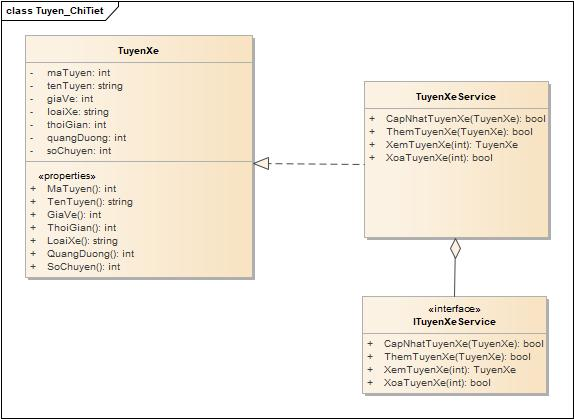 class Tuyen_ChiTiet
TuyenXe
- maTuyen: int
- tenTuyen: string
- giaVe: int
- loaiXe: string
- thoiGian: int
- quangDuong: int
- soChuyen: int
«properties»
+ MaTuyen(): int
+ TenTuyen(): string
+ GiaVe(): int
+ ThoiGian(): int
+ LoaiXe(): string
+ QuangDuong(): int
+ SoChuyen(): int
TuyenXeService
+ CapNhatTuyenXe(TuyenXe): bool
+ ThemTuyenXe(TuyenXe): bool
+ XemTuyenXe(int): TuyenXe
+ XoaTuyenXe(int): bool
«interface»
ITuyenXeService
+ CapNhatTuyenXe(TuyenXe): bool
+ ThemTuyenXe(TuyenXe): bool
+ XemTuyenXe(int): TuyenXe
+ XoaTuyenXe(int): bool